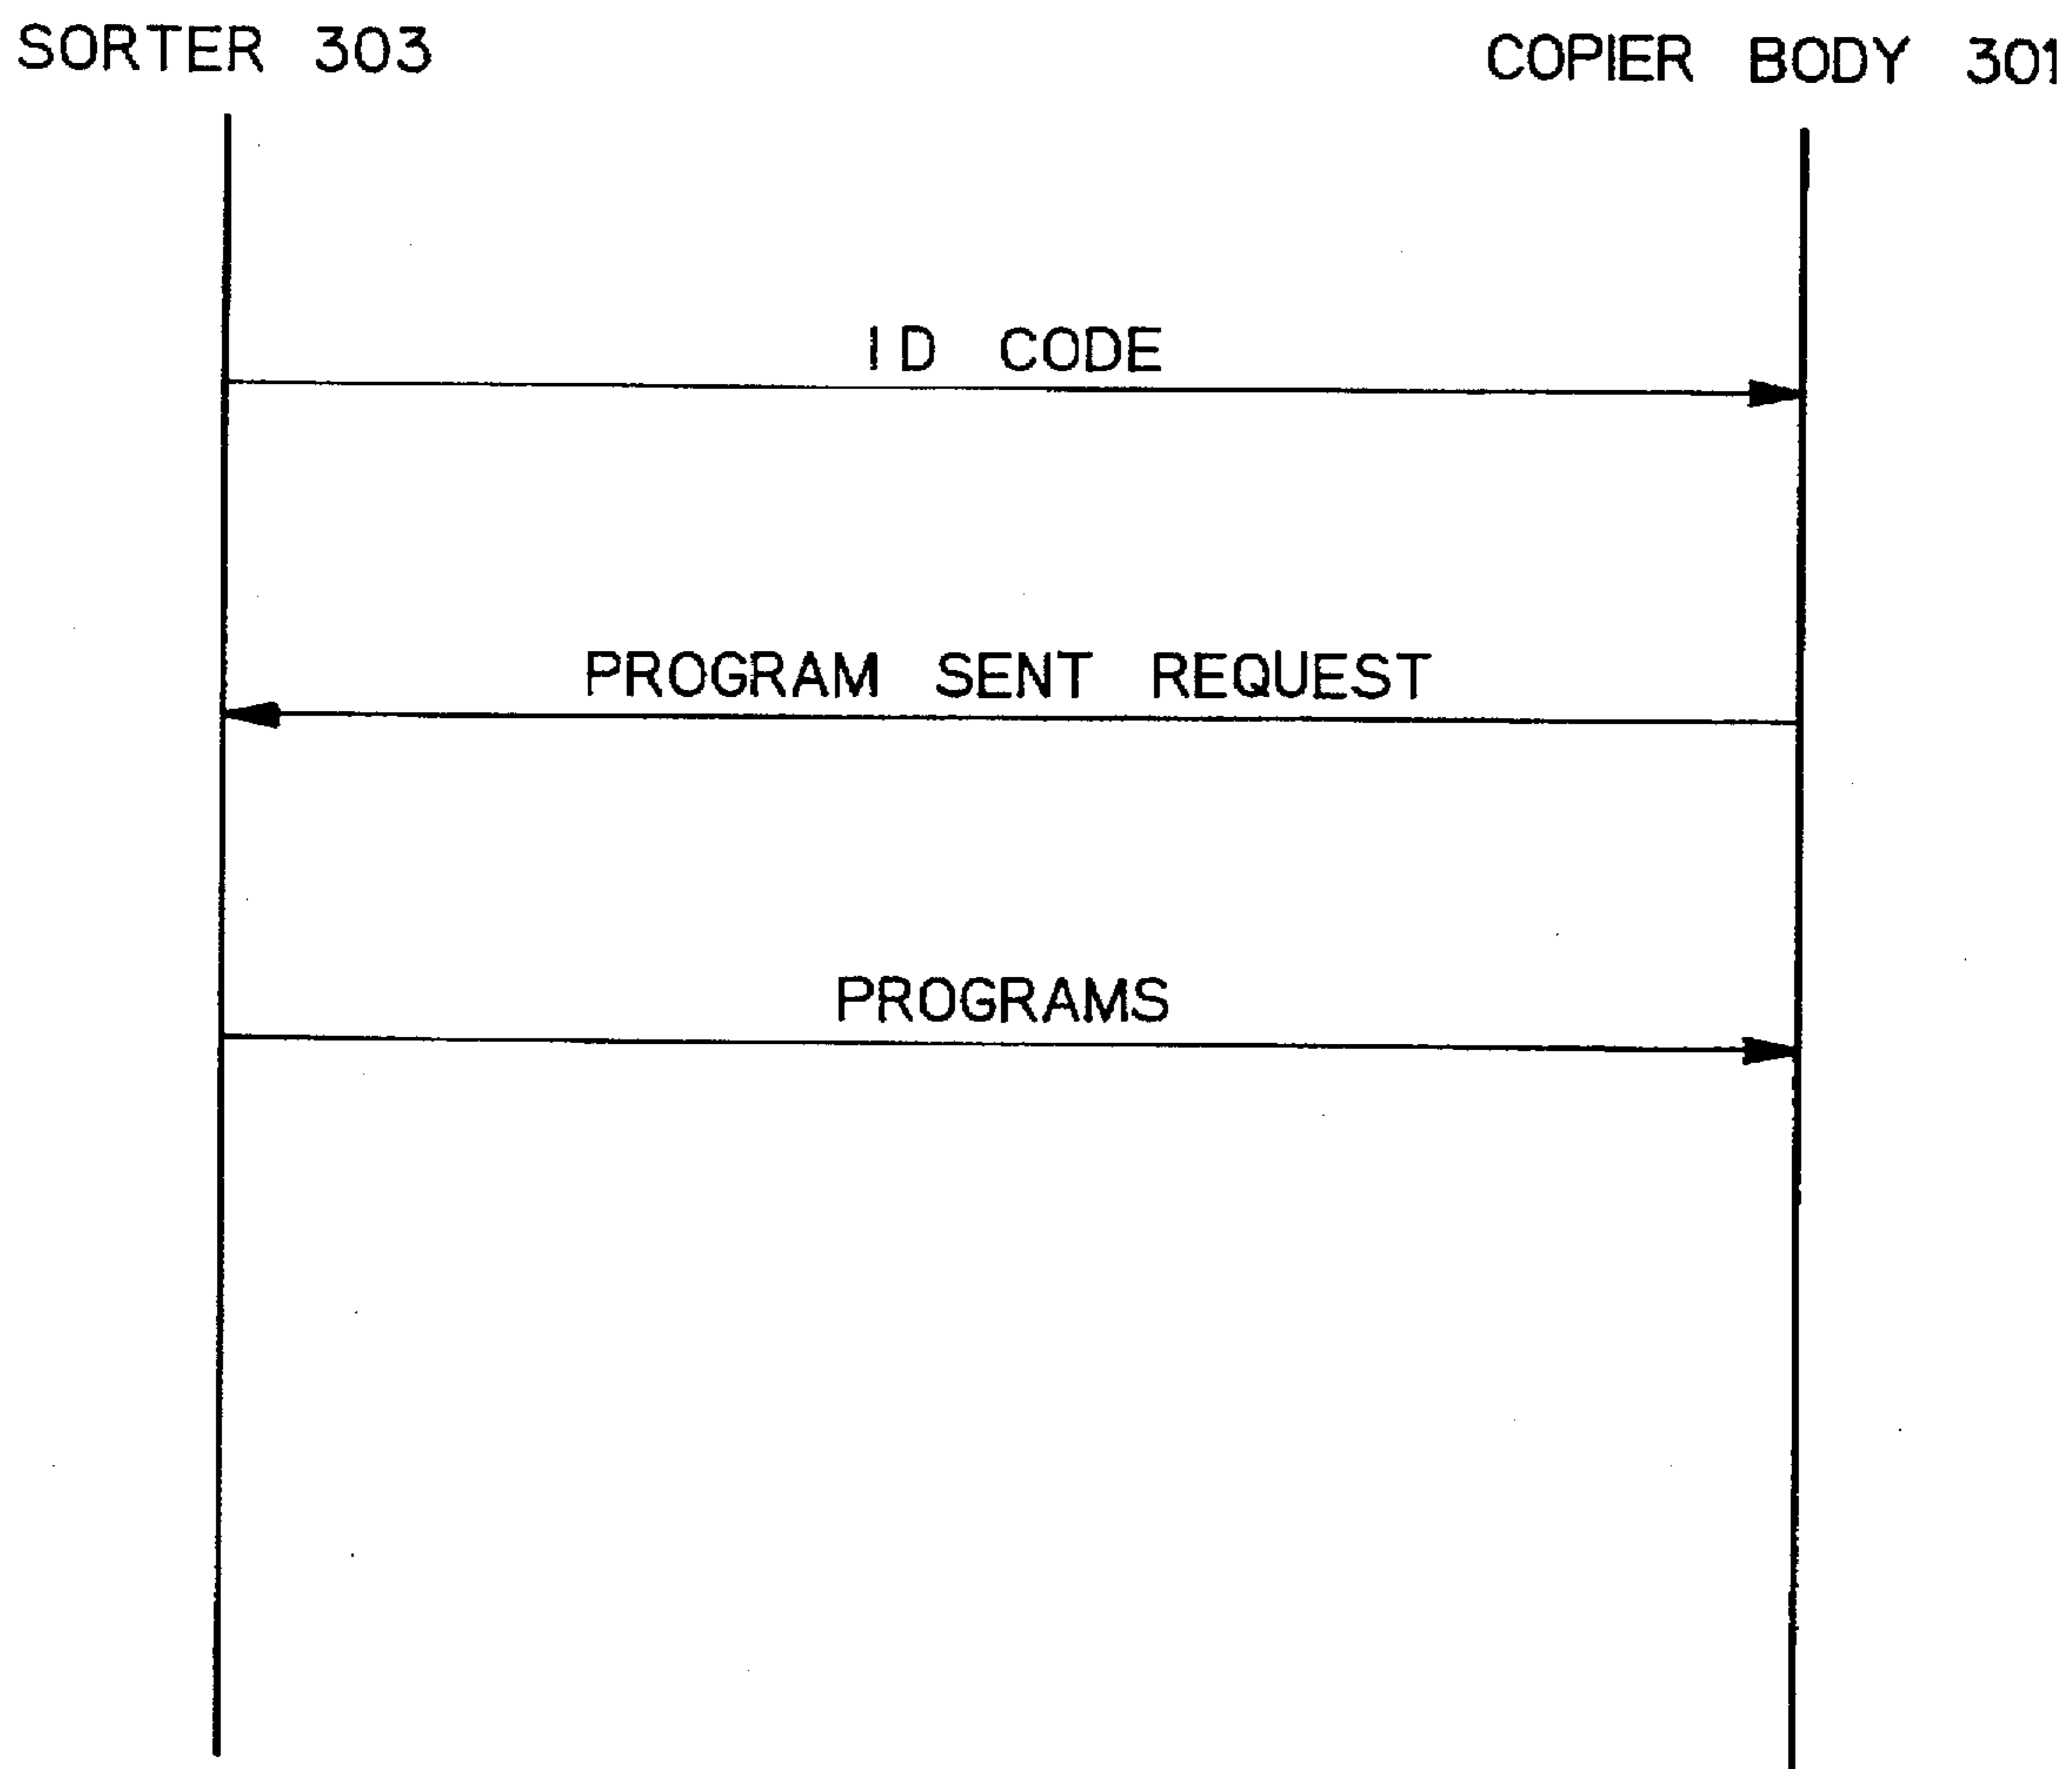 SORTER 303
COPIER BODY 301
ID CODE
PROGRAM SENT REQUEST
PROGRAMS